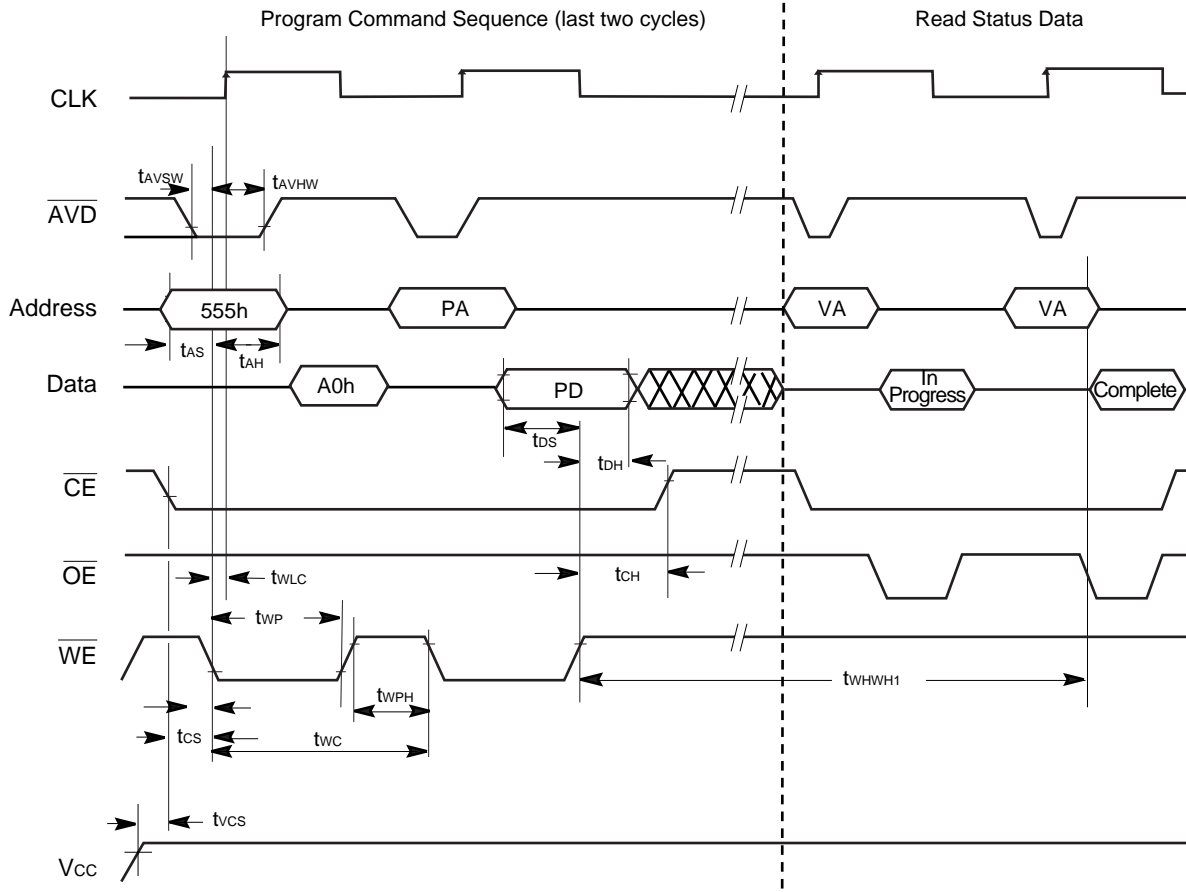 Program Command Sequence (last two cycles) Read Status Data
CLK
tAVSW tAVHW
AVD
Address 555h PA VA VA
tAS tAH
Data A0h PD In Progress Complete
tDS
tDH
CE
OE tWLC tCH
tWP
WE
tWPH tWHWH1
tCS tWC
tVCS
VCC